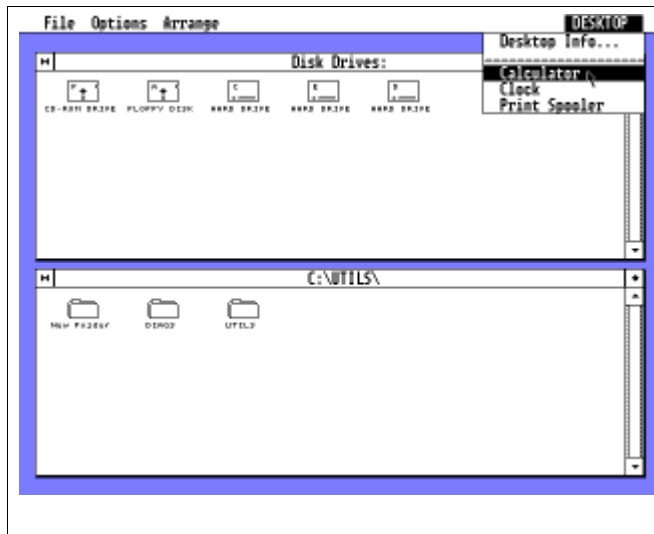 File Options Arrange DESKTOP
Desktop Info...
Calculator
Clock
Print Spooler
Disk Drives:
CD-ROM DRIVE FLOPPY DISK HARD DRIVE HARD DRIVE HARD DRIVE
C:\UTILS\
New Folder DIAGS UTILS